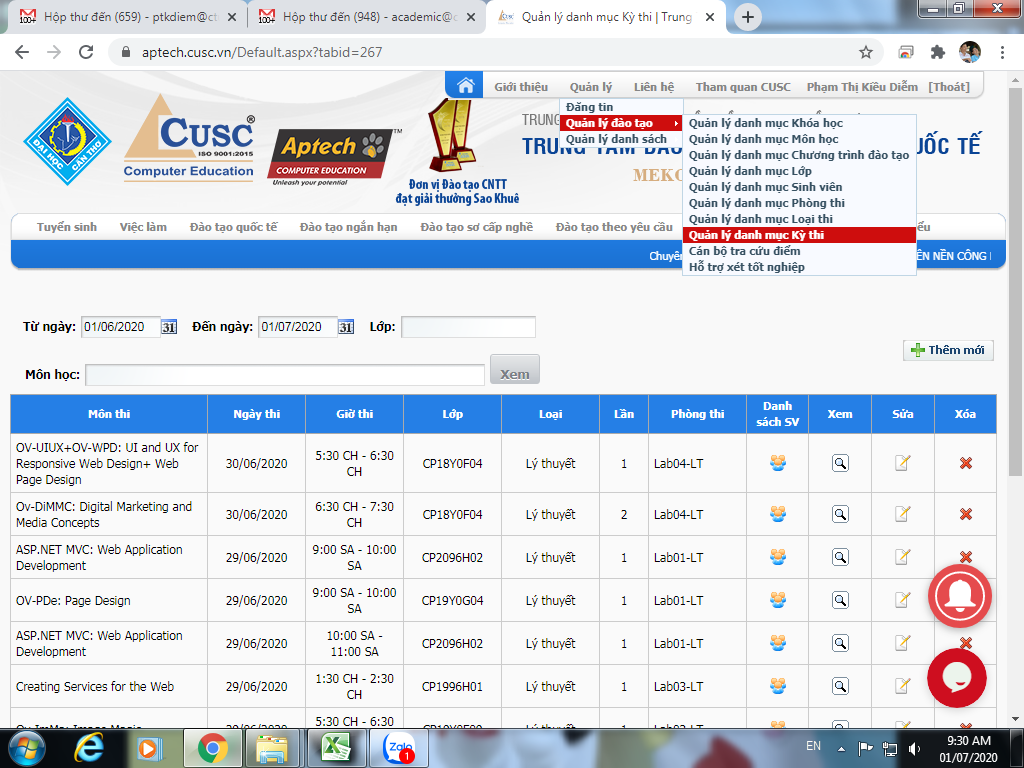 Hộp thư đến (659) - ptkdiem@ct
Hộp thư đến (948) - academic@c
Quản lý danh mục Kỳ thi | Trung
aptech.cusc.vn/Default.aspx?tabid=267
Giới thiệu Quản lý Liên hệ Tham quan CUSC Phạm Thị Kiều Diễm [Thoát]
Đăng tin
Quản lý đào tạo
Quản lý danh sách
Quản lý danh mục Khóa học
Quản lý danh mục Môn học
Quản lý danh mục Chương trình đào tạo
Quản lý danh mục Lớp
Quản lý danh mục Sinh viên
Quản lý danh mục Phòng thi
Quản lý danh mục Loại thi
Quản lý danh mục Kỳ thi
Cán bộ tra cứu điểm
Hỗ trợ xét tốt nghiệp
ĐẠI HỌC CẦN THƠ
CUSC®
ISO 9001:2015
Computer Education
Aptech ™
COMPUTER EDUCATION
Unleash your potential
Đơn vị Đào tạo CNTT
đạt giải thưởng Sao Khuê
TRUNG
TRUNG TÂM ĐÀO
UỐC TẾ
MEKO
Tuyển sinh Việc làm Đào tạo quốc tế Đào tạo ngắn hạn Đào tạo sơ cấp nghề Đào tạo theo yêu cầu
Chuyê
ÊN NỀN CÔNG
Từ ngày: 01/06/2020 31 Đến ngày: 01/07/2020 31 Lớp:
Thêm mới
Môn học: Xem
Môn thi Ngày thi Giờ thi Lớp Loại Lần Phòng thi Danh sách SV Xem Sửa Xóa
OV-UIUX+OV-WPD: UI and UX for
Responsive Web Design+ Web
Page Design
30/06/2020 5:30 CH - 6:30 CH CP18Y0F04 Lý thuyết 1 Lab04-LT
Ov-DiMMC: Digital Marketing and
Media Concepts
30/06/2020 6:30 CH - 7:30 CH CP18Y0F04 Lý thuyết 2 Lab04-LT
ASP.NET MVC: Web Application
Development
29/06/2020 9:00 SA - 10:00 SA CP2096H02 Lý thuyết 1 Lab01-LT
OV-PDe: Page Design 29/06/2020 9:00 SA - 10:00 SA CP19Y0G04 Lý thuyết 1 Lab01-LT
ASP.NET MVC: Web Application
Development
29/06/2020 10:00 SA - 11:00 SA CP2096H02 Lý thuyết 1 Lab01-LT
Creating Services for the Web 29/06/2020 1:30 CH - 2:30 CH CP1996H01 Lý thuyết 1 Lab03-LT
5:30 CH - 6:30
Zalo
1
EN
9:30 AM
01/07/2020